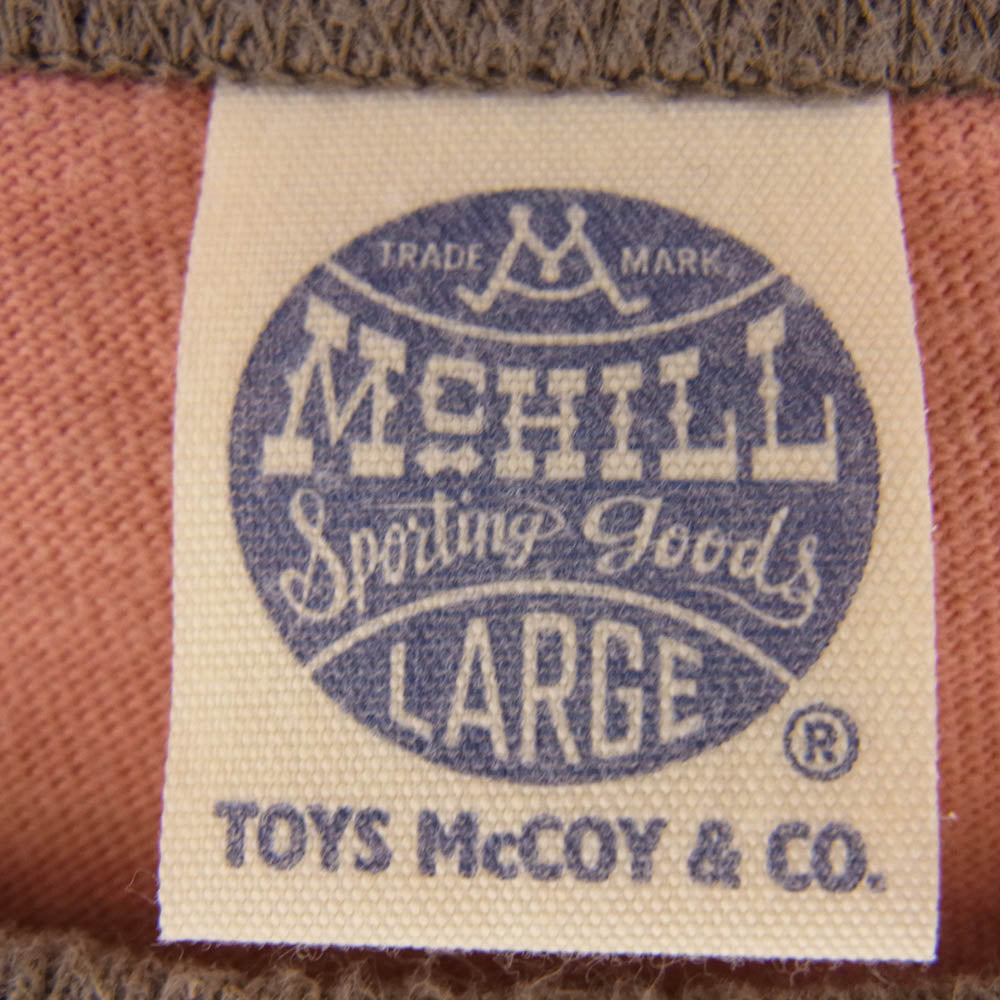 TRADE M MARK
McHILL
Sporting Goods
LARGE
®
TOYS McCOY & CO.